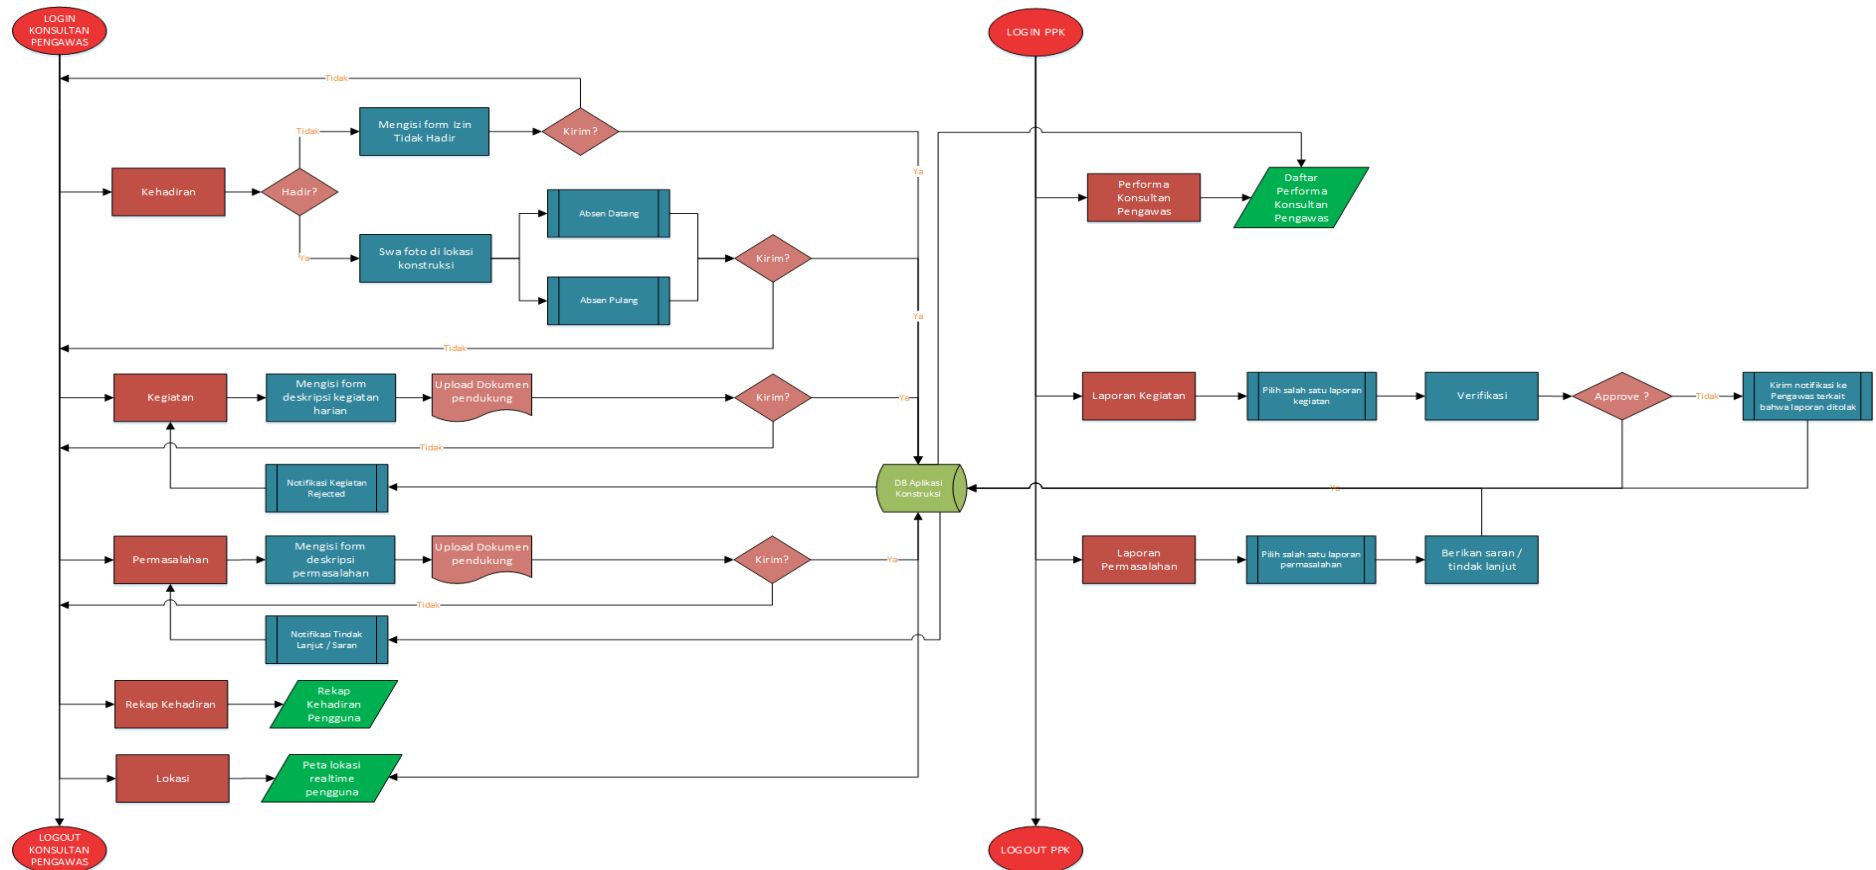 LOGIN
KONSULTAN
PENGAWAS
LOGIN PPK
Tidak
Tidak
Mengisi form Izin
Tidak Hadir
Kirim?
Ya
Kehadiran
Hadir?
Ya
Swa foto di lokasi
konstruksi
Absen Datang
Absen Pulang
Kirim?
Ya
Tidak
Performa
Konsultan
Pengawas
Daftar
Performa
Konsultan
Pengawas
Kegiatan
Mengisi form
deskripsi kegiatan
harian
Upload Dokumen
pendukung
Kirim?
Ya
Tidak
Laporan Kegiatan
Pilih salah satu laporan
kegiatan
Verifikasi
Approve ?
Tidak
Kirim notifikasi ke
Pengawas terkait
bahwa laporan ditolak
Notifikasi Kegiatan
Rejected
DB Aplikasi
Konstruksi
Ya
Permasalahan
Mengisi form
deskripsi
permasalahan
Upload Dokumen
pendukung
Kirim?
Ya
Tidak
Laporan
Permasalahan
Pilih salah satu laporan
permasalahan
Berikan saran /
tindak lanjut
Notifikasi Tindak
Lanjut / Saran
Rekap Kehadiran
Rekap
Kehadiran
Pengguna
Lokasi
Peta lokasi
realtime
pengguna
LOGOUT
KONSULTAN
PENGAWAS
LOGOUT PPK